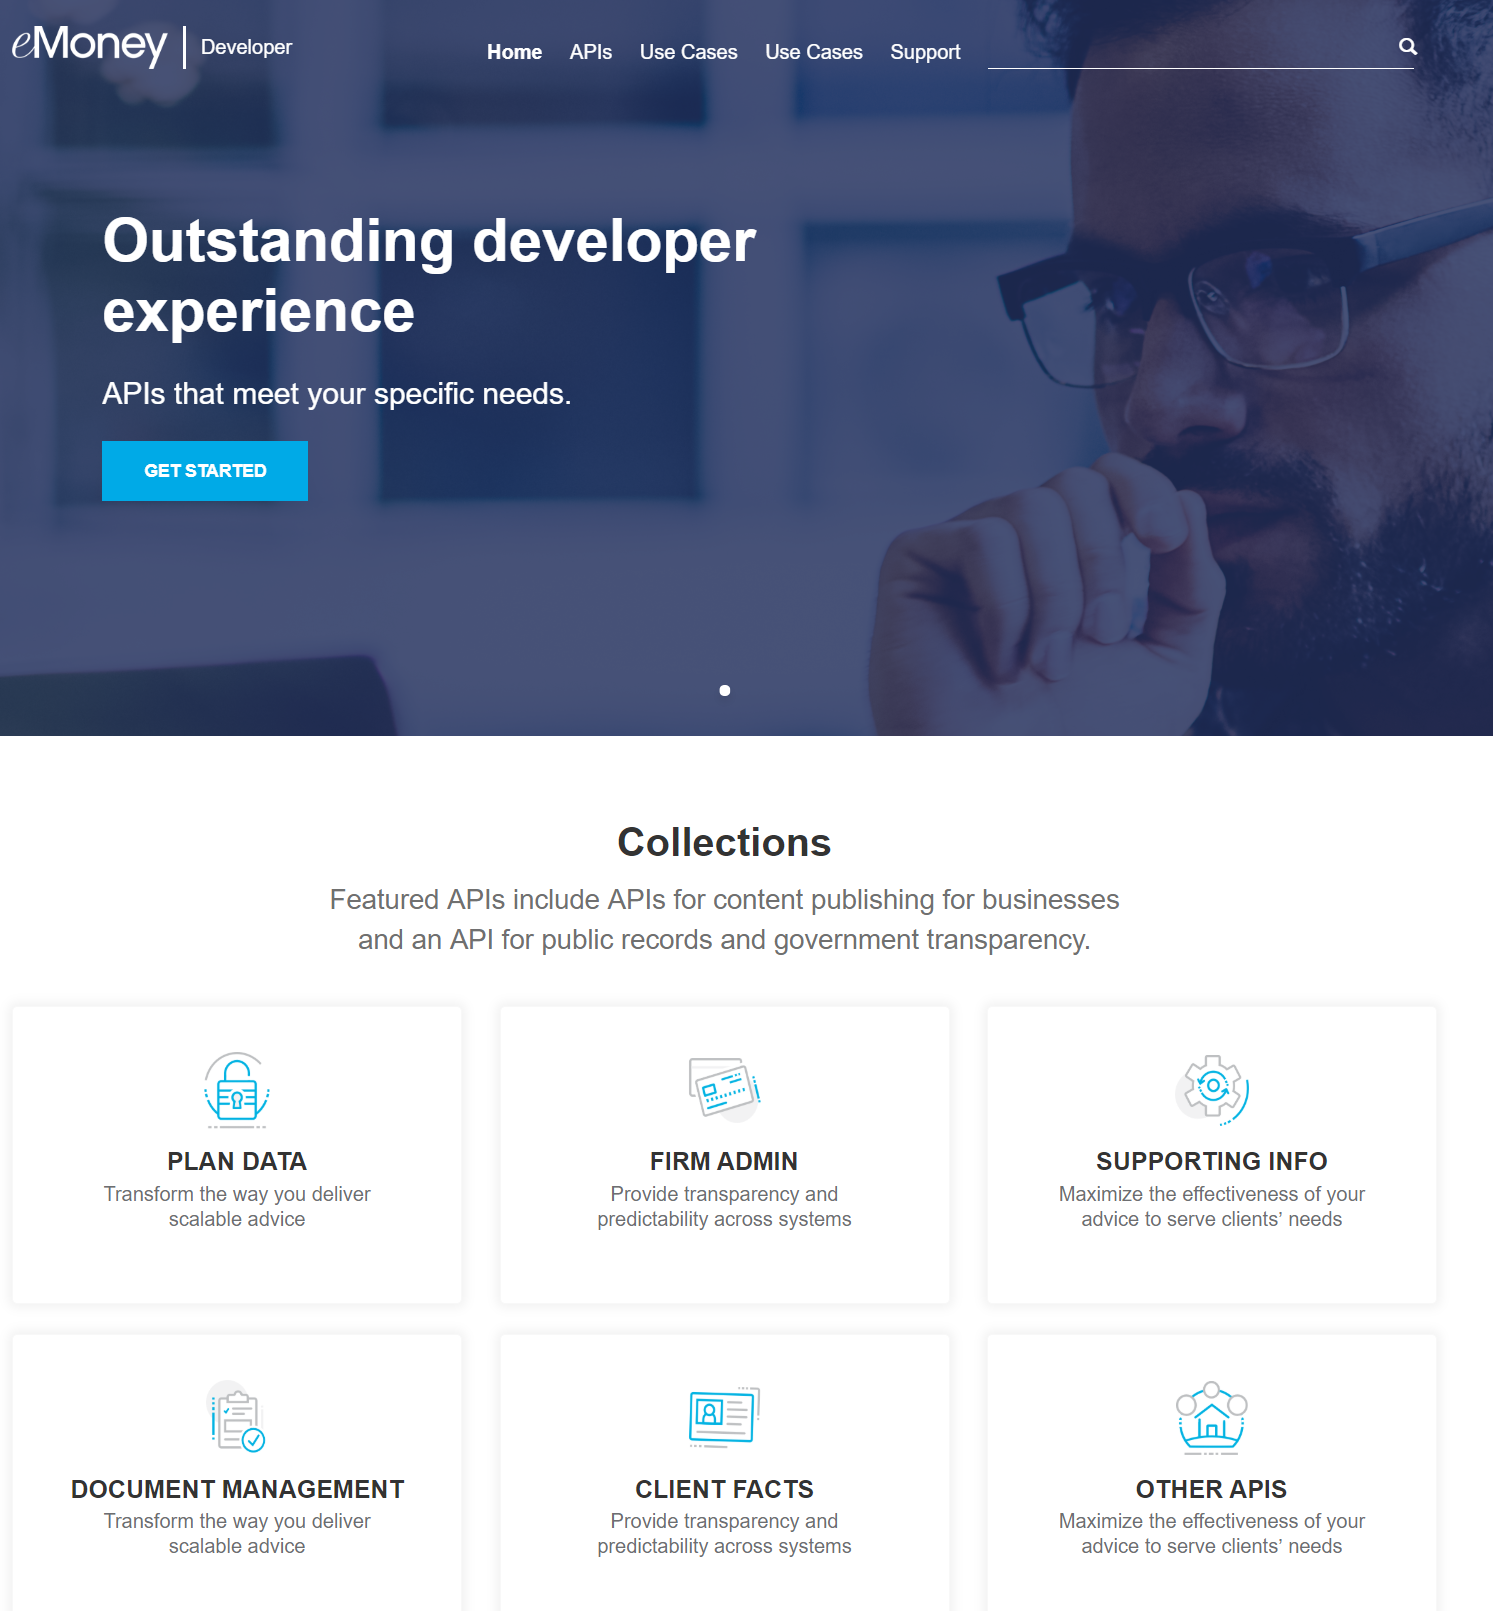 eMoney | Developer
Home APIs Use Cases Use Cases Support
Outstanding developer
experience
APIs that meet your specific needs.
GET STARTED
Collections
Featured APIs include APIs for content publishing for businesses
and an API for public records and government transparency.
PLAN DATA
Transform the way you deliver
scalable advice
FIRM ADMIN
Provide transparency and
predictability across systems
SUPPORTING INFO
Maximize the effectiveness of your
advice to serve clients’ needs
DOCUMENT MANAGEMENT
Transform the way you deliver
scalable advice
CLIENT FACTS
Provide transparency and
predictability across systems
OTHER APIS
Maximize the effectiveness of your
advice to serve clients’ needs